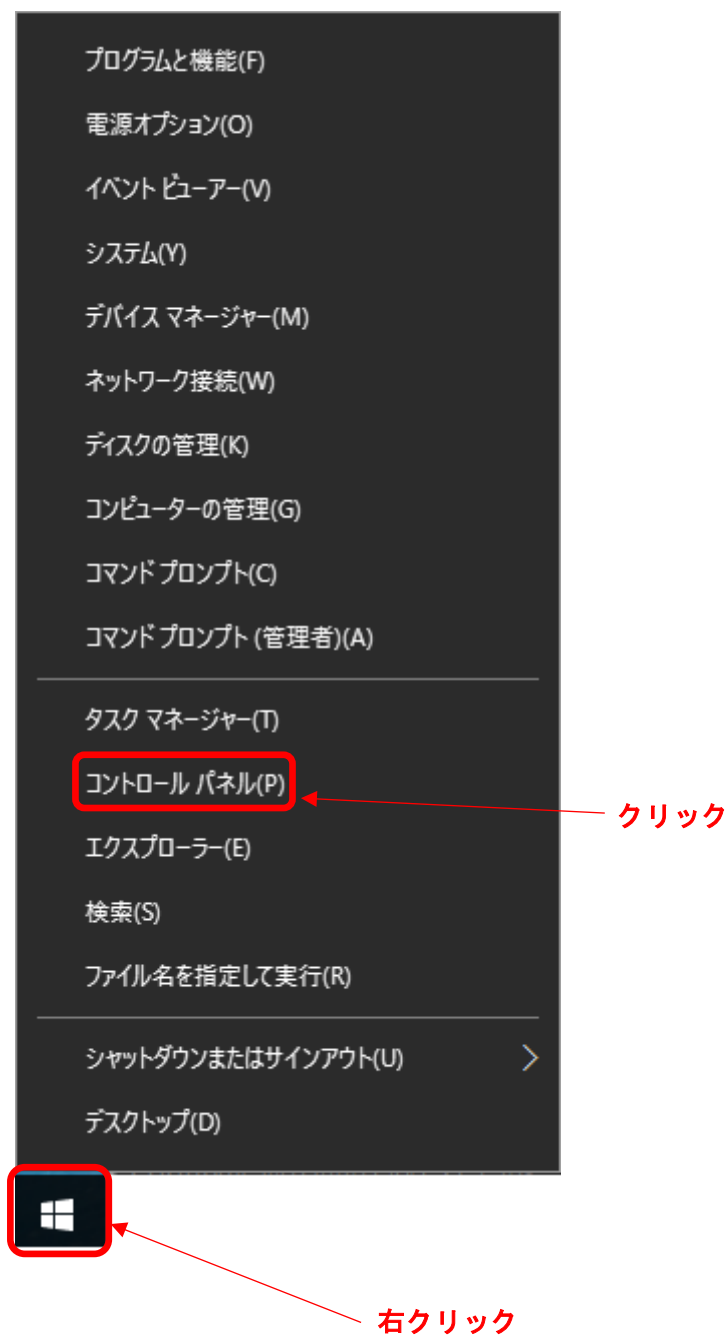 プログラムと機能(F)
電源オプション(O)
イベント ビューアー(V)
システム(Y)
デバイス マネージャー(M)
ネットワーク接続(W)
ディスクの管理(K)
コンピューターの管理(G)
コマンド プロンプト(C)
コマンド プロンプト (管理者)(A)
タスク マネージャー(T)
コントロール パネル(P)
クリック
エクスプローラー(E)
検索(S)
ファイル名を指定して実行(R)
シャットダウンまたはサインアウト(U)
デスクトップ(D)
右クリック